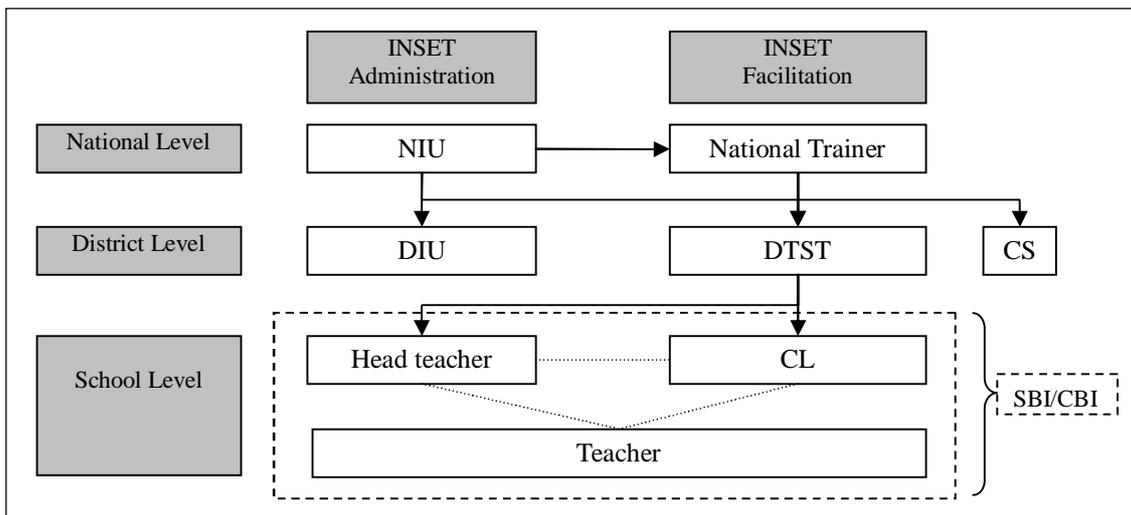 INSET
Administration
INSET
Facilitation
National Level
NIU
National Trainer
District Level
DIU
DTST
CS
School Level
Head teacher
CL
SBI/CBI
Teacher